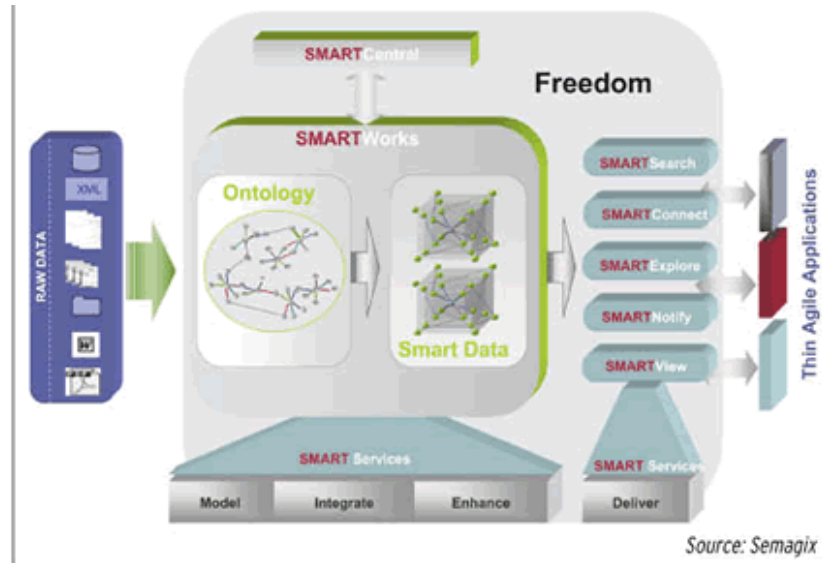 SMARTCentral
Freedom
SMARTWorks
RAW DATA
XML
Ontology
Smart Data
SMARTSearch
SMARTConnect
SMARTExplore
SMARTNotify
SMARTView
Thin Agile Applications
SMART Services
SMART Services
Model
Integrate
Enhance
Deliver
Source: Semagix